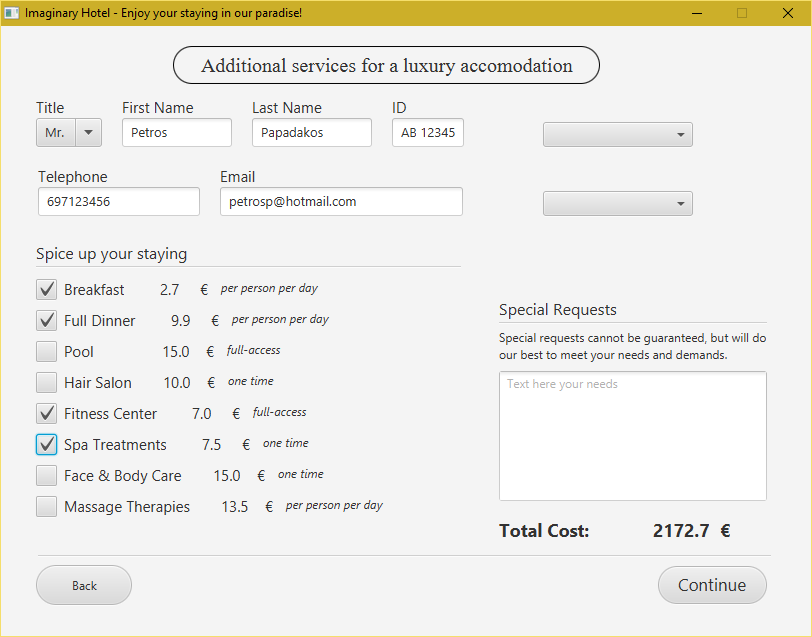 Imaginary Hotel - Enjoy your staying in our paradise!
Additional services for a luxury accomodation
Title First Name Last Name ID
Mr. Petros Papadakos AB 12345
Telephone Email
697123456 petrosp@hotmail.com
Spice up your staying
Breakfast 2.7 € per person per day
Full Dinner 9.9 € per person per day
Pool 15.0 € full-access
Hair Salon 10.0 € one time
Fitness Center 7.0 € full-access
Spa Treatments 7.5 € one time
Face & Body Care 15.0 € one time
Massage Therapies 13.5 € per person per day
Special Requests
Special requests cannot be guaranteed, but will do
our best to meet your needs and demands.
Text here your needs
Total Cost: 2172.7 €
Back Continue